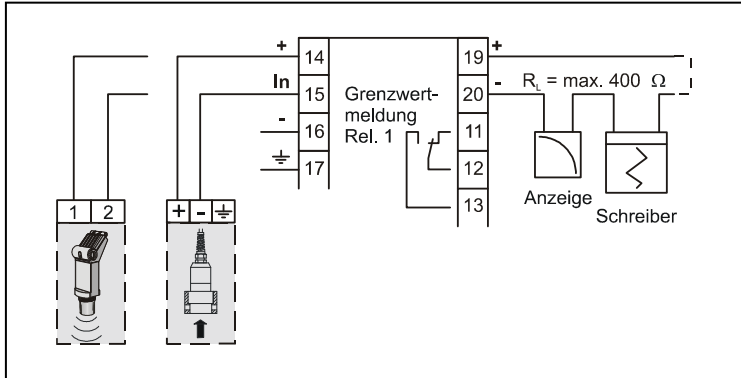 + 14
In 15
- 16
⏚ 17
Grenzwert-
meldung
Rel. 1
19 +
20 -
11
12
13
R_L = max. 400 Ω
Anzeige
Schreiber
1 2
+ - ⏚